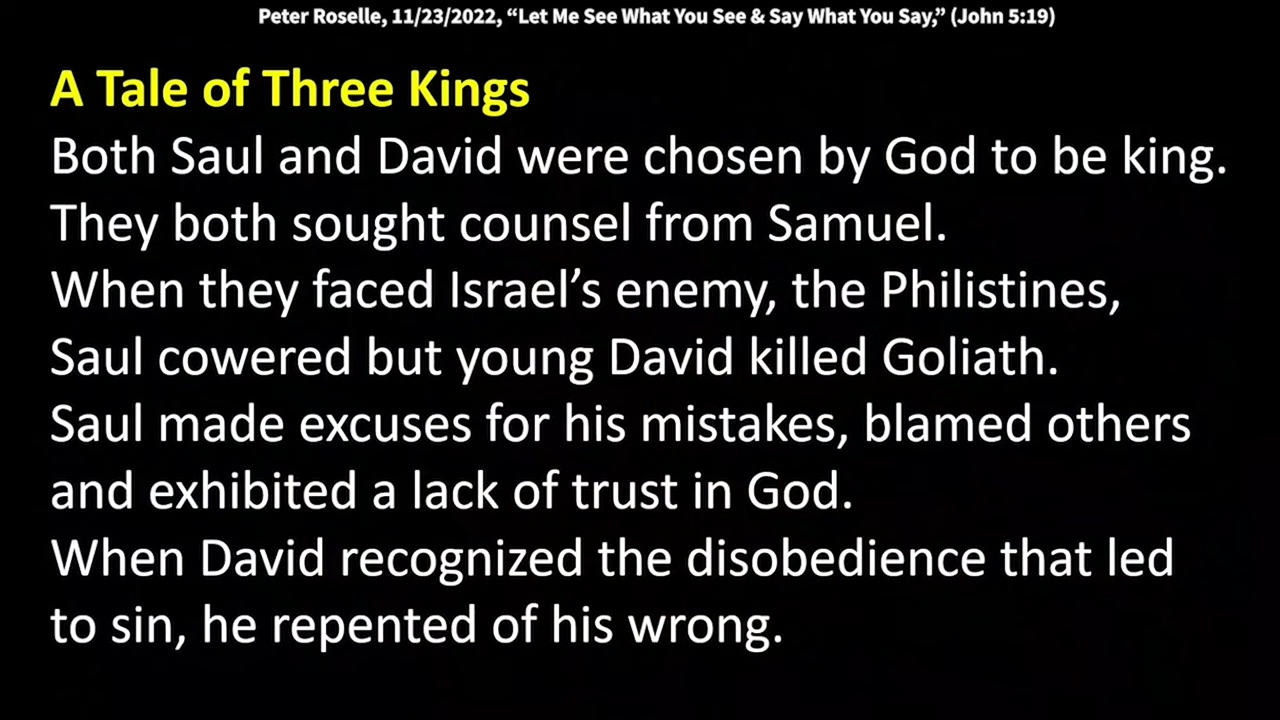 Peter Roselle, 11/23/2022, “Let Me See What You See & Say What You Say,” (John 5:19)
A Tale of Three Kings
Both Saul and David were chosen by God to be king.
They both sought counsel from Samuel.
When they faced Israel’s enemy, the Philistines,
Saul cowered but young David killed Goliath.
Saul made excuses for his mistakes, blamed others
and exhibited a lack of trust in God.
When David recognized the disobedience that led
to sin, he repented of his wrong.